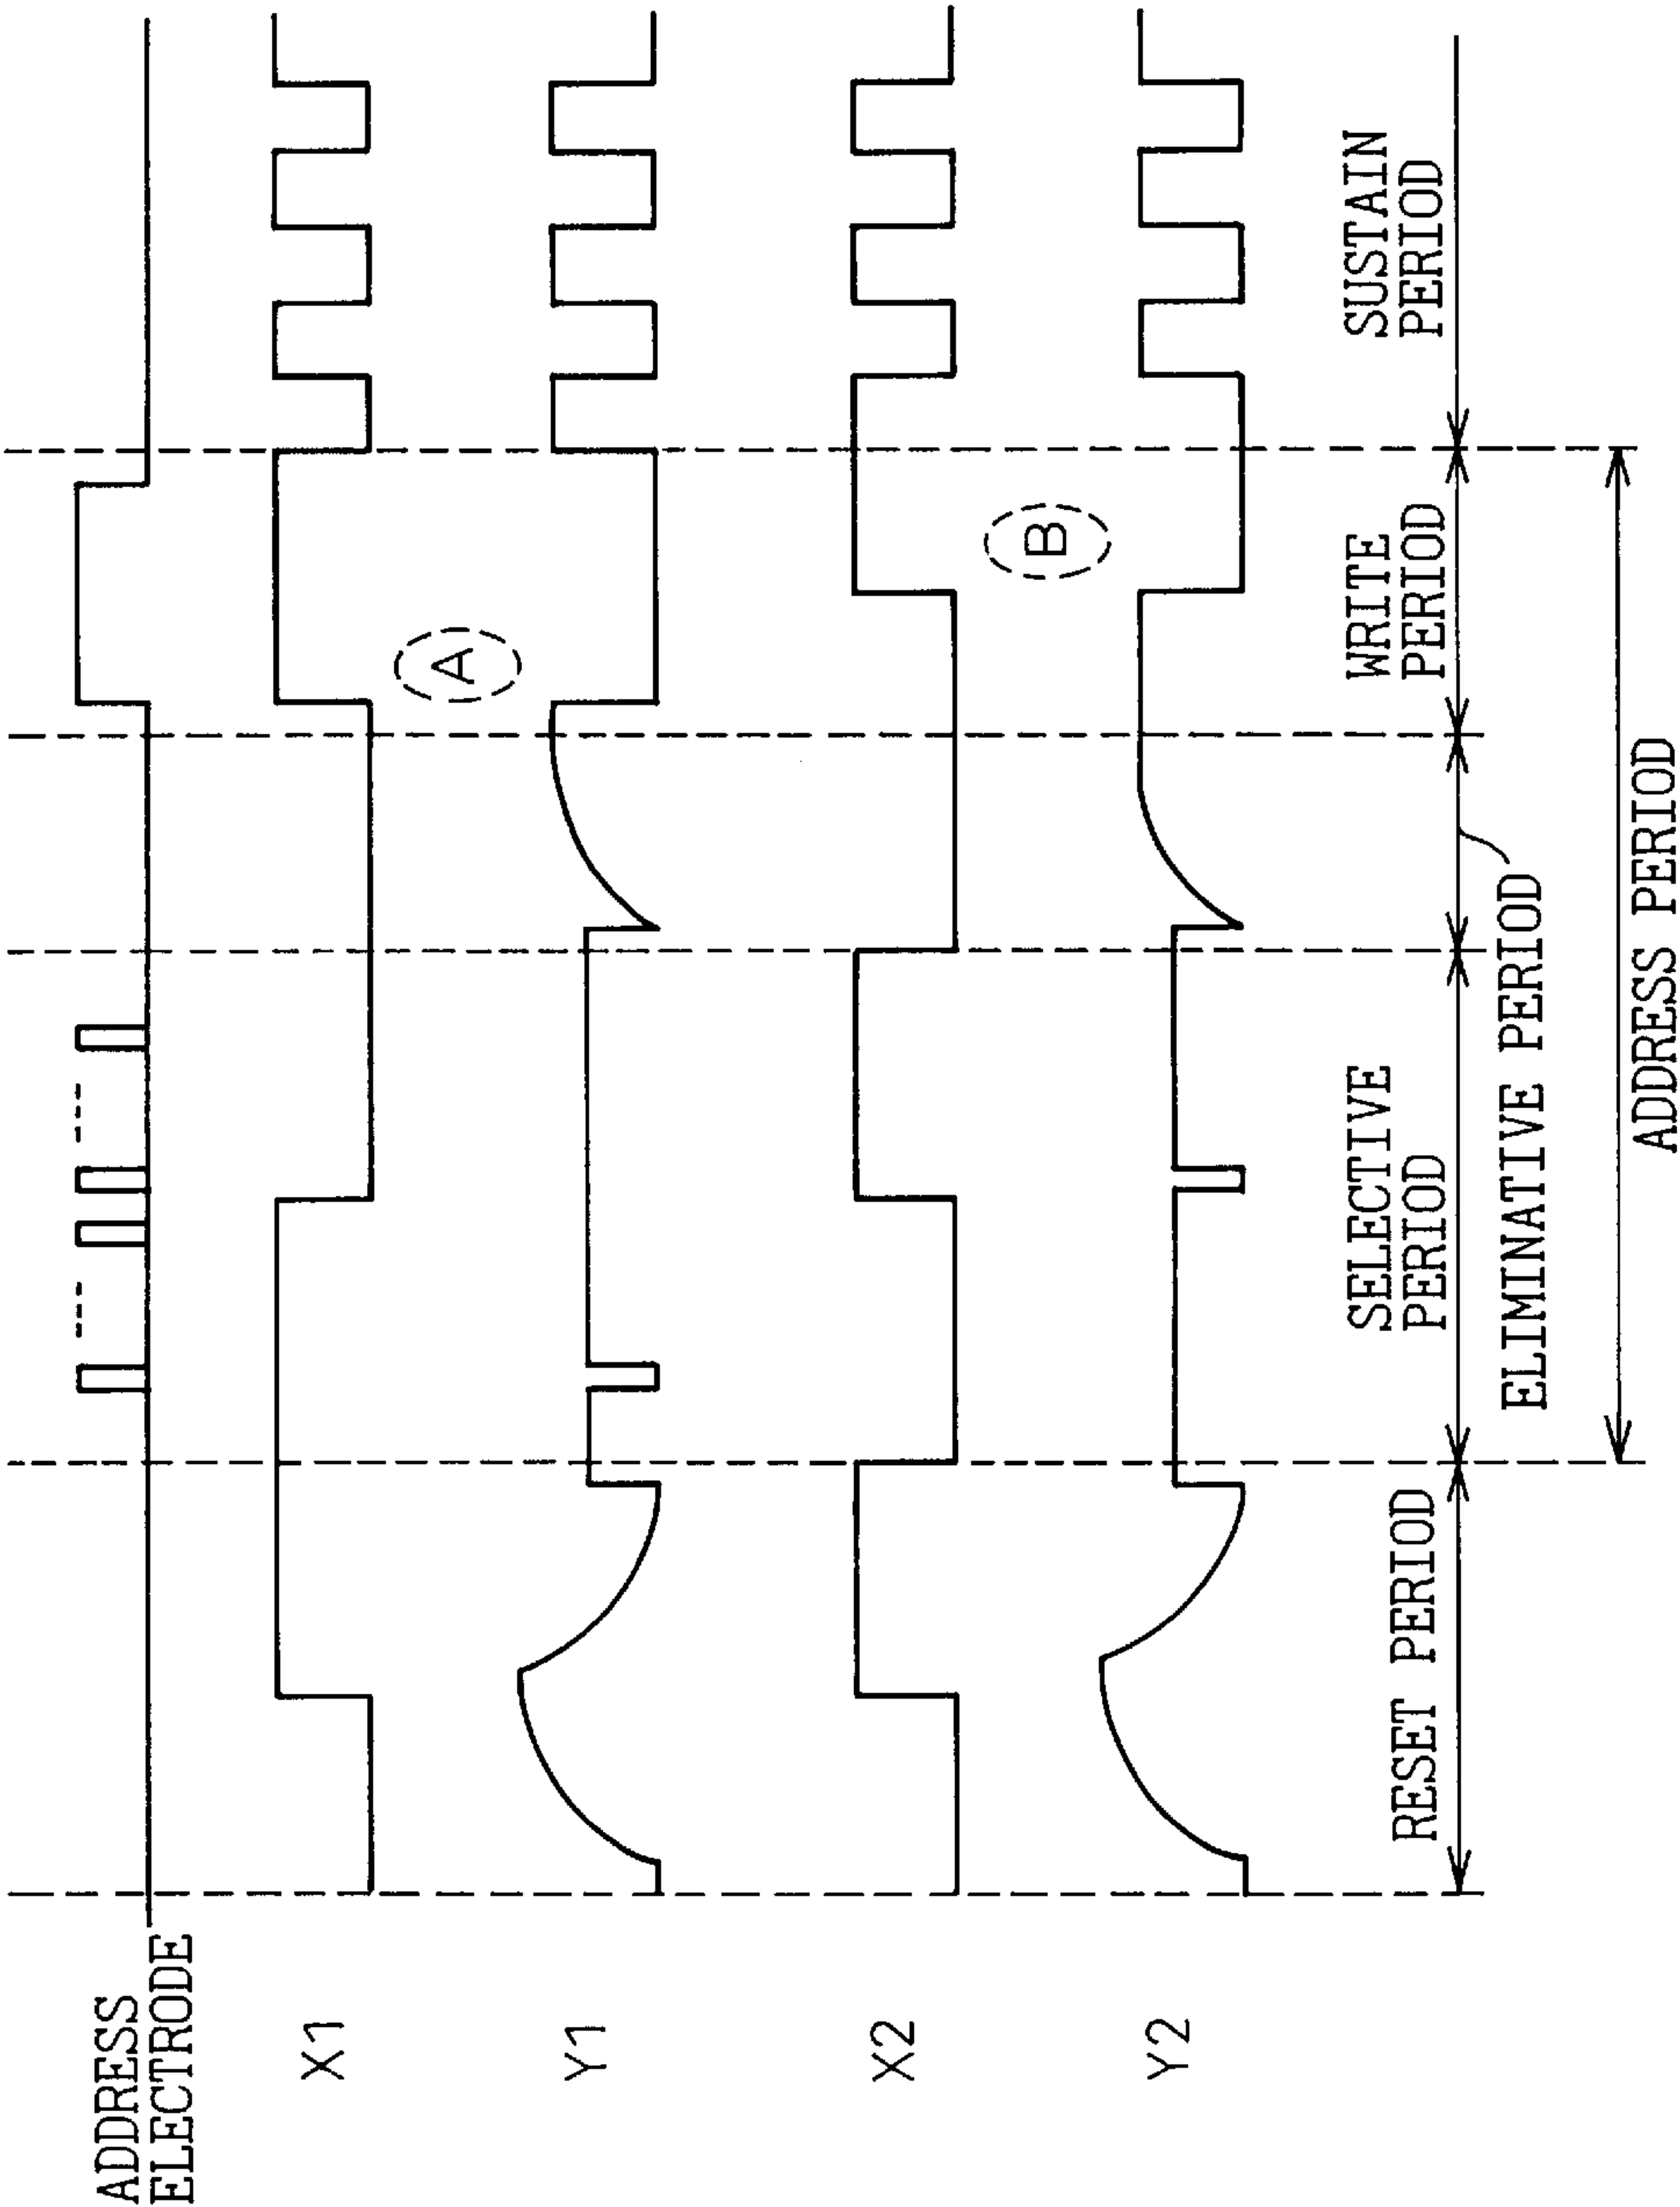 ADDRESS
ELECTRODE
X1
Y1
A
X2
B
Y2
RESET PERIOD
SELECTIVE
PERIOD
WRITE
PERIOD
SUSTAIN
PERIOD
ELIMINATIVE PERIOD
ADDRESS PERIOD